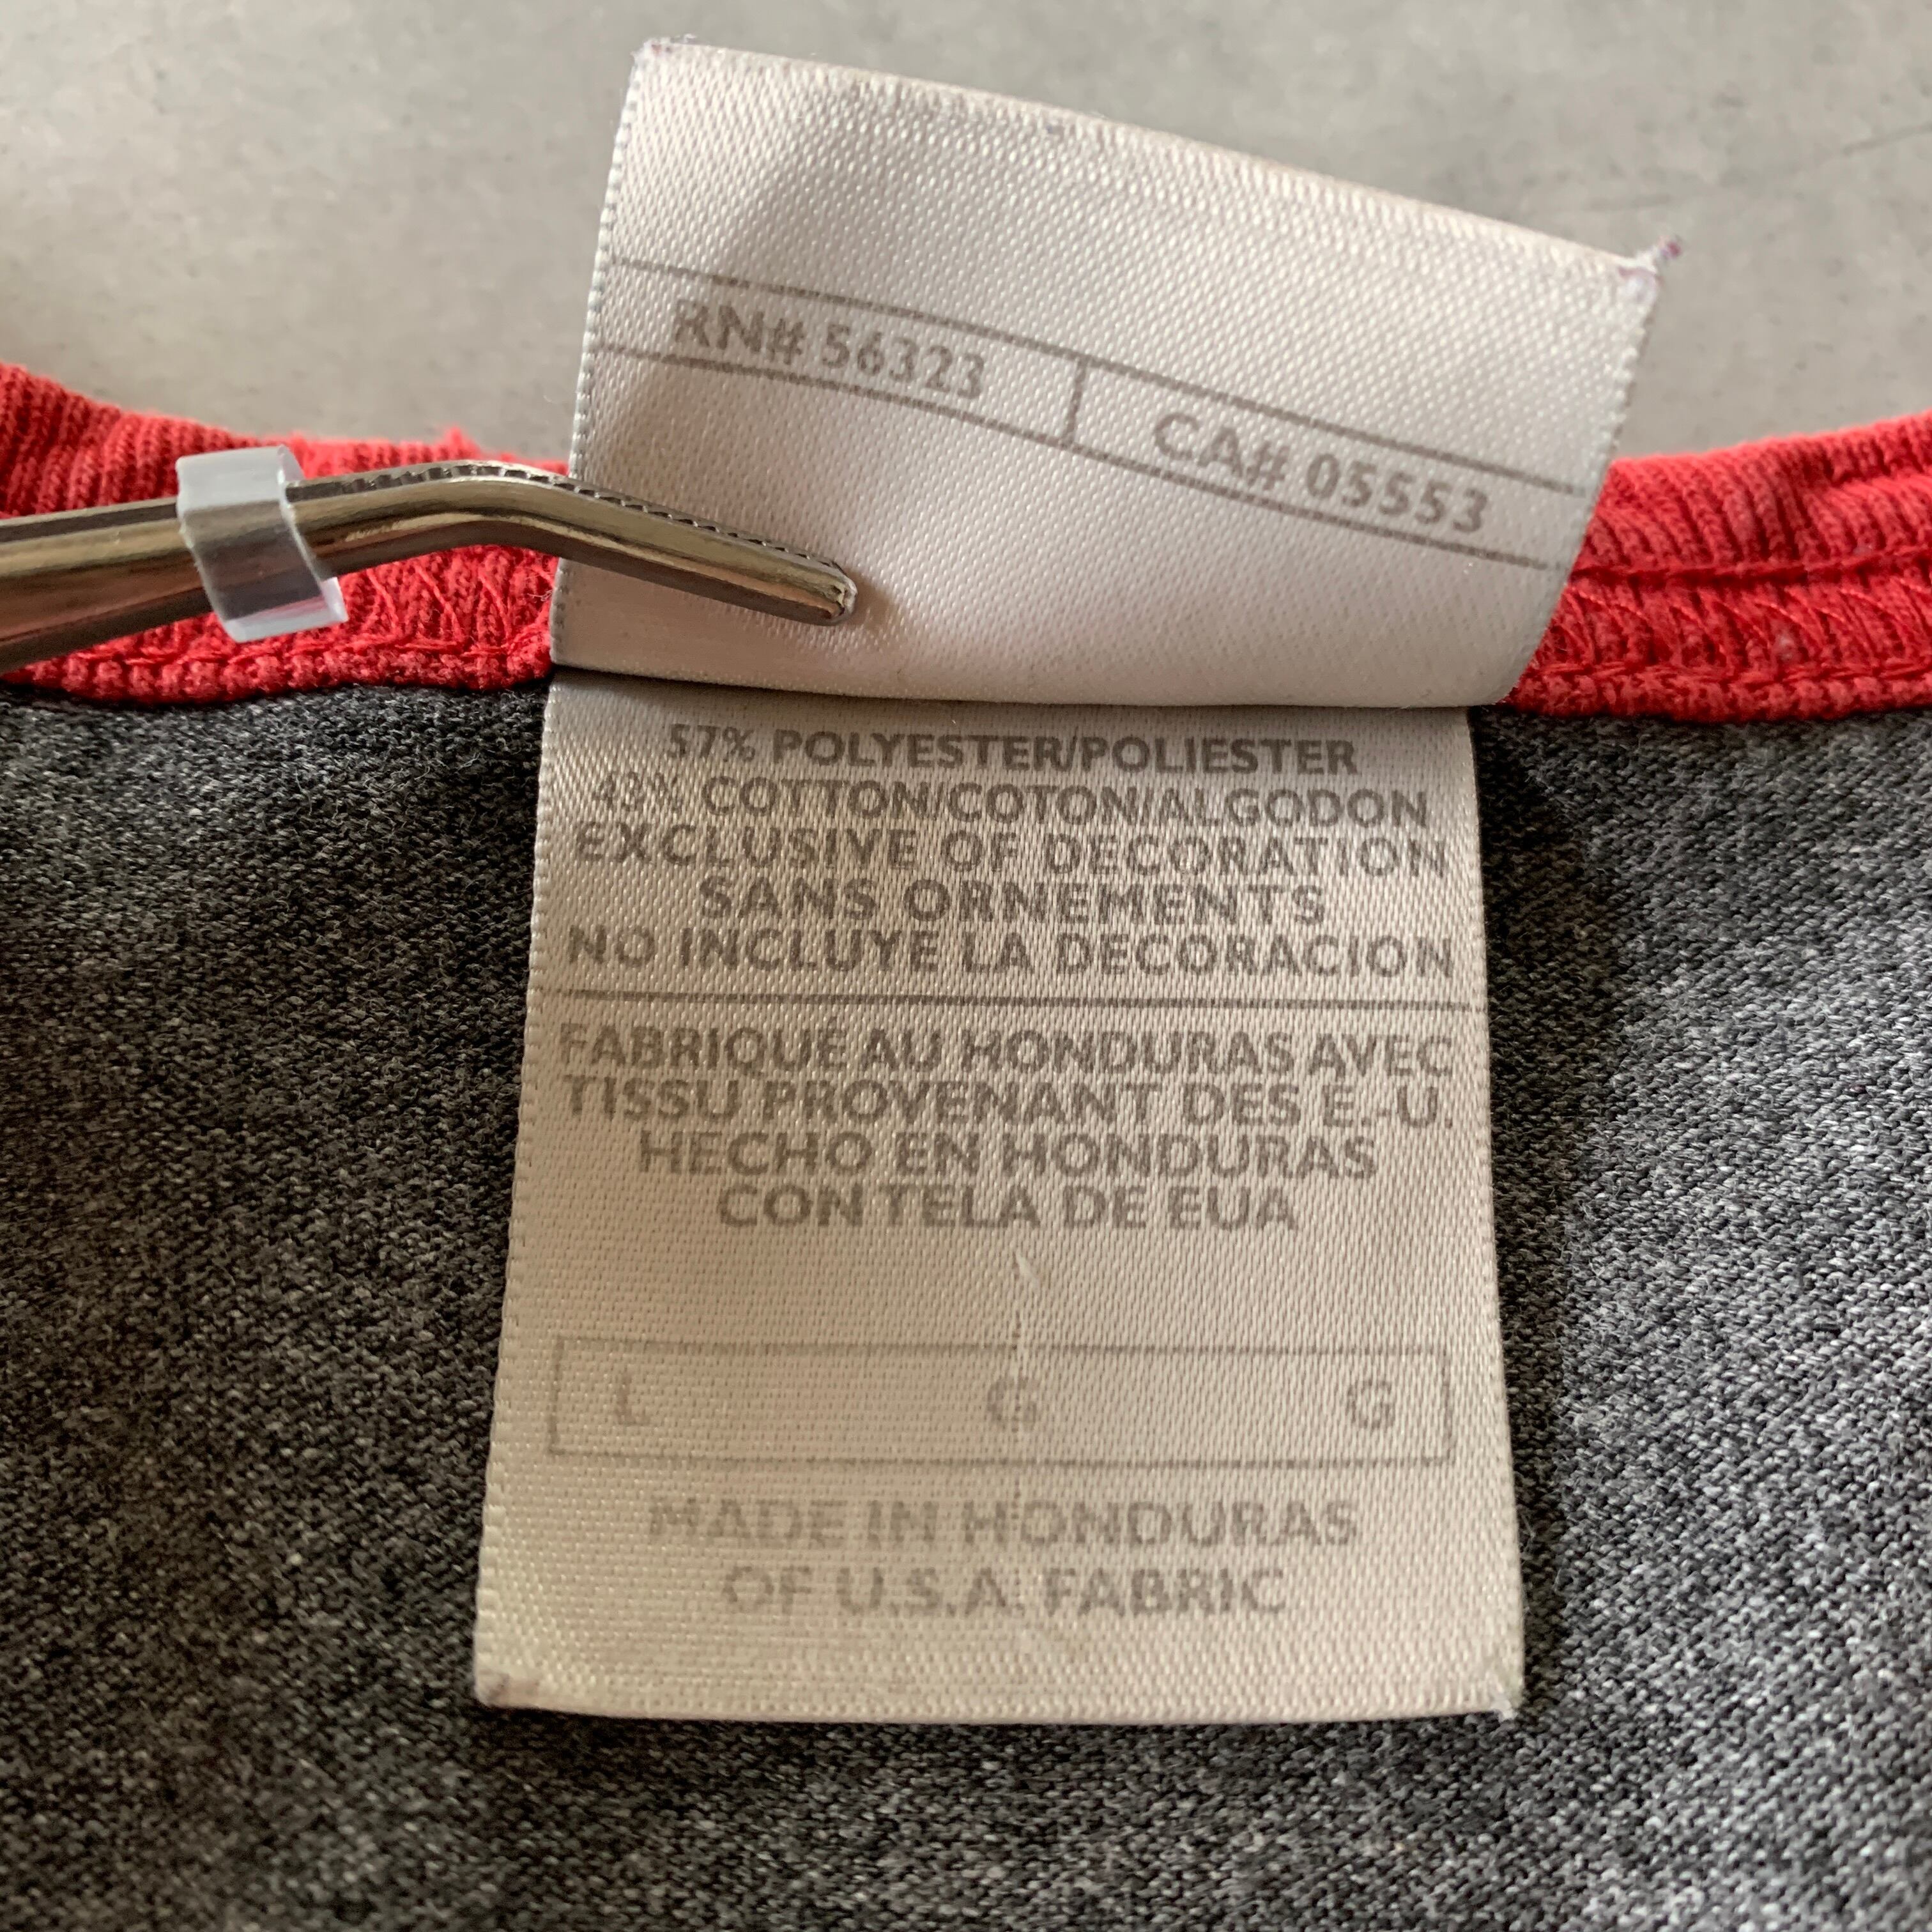 RN# 56323 CA# 05553
57% POLYESTER/POLIESTER
43% COTTON/COTON/ALGODON
EXCLUSIVE OF DECORATION
SANS ORNEMENTS
NO INCLUYE LA DECORACION
FABRIQUÉ AU HONDURAS AVEC
TISSU PROVENANT DES É.-U.
HECHO EN HONDURAS
CON TELA DE EUA
L G G
MADE IN HONDURAS
OF U.S.A. FABRIC